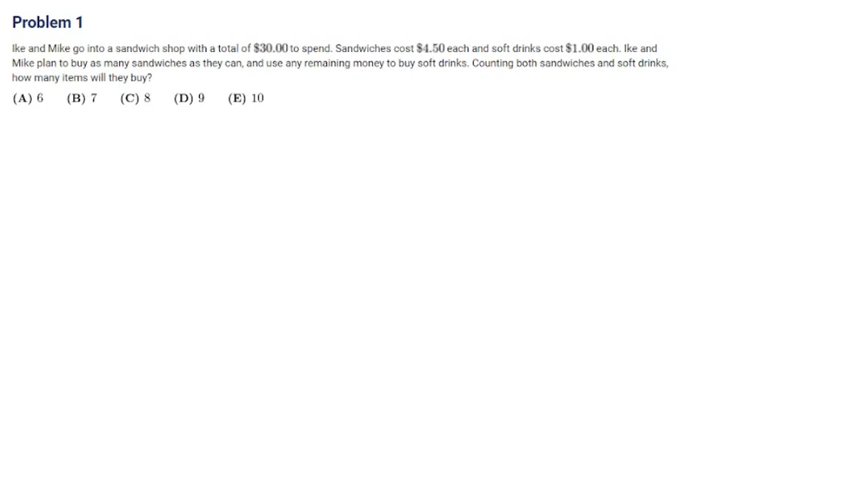 Problem 1
Ike and Mike go into a sandwich shop with a total of $30.00 to spend. Sandwiches cost $4.50 each and soft drinks cost $1.00 each. Ike and
Mike plan to buy as many sandwiches as they can, and use any remaining money to buy soft drinks. Counting both sandwiches and soft drinks,
how many items will they buy?
(A) 6 (B) 7 (C) 8 (D) 9 (E) 10